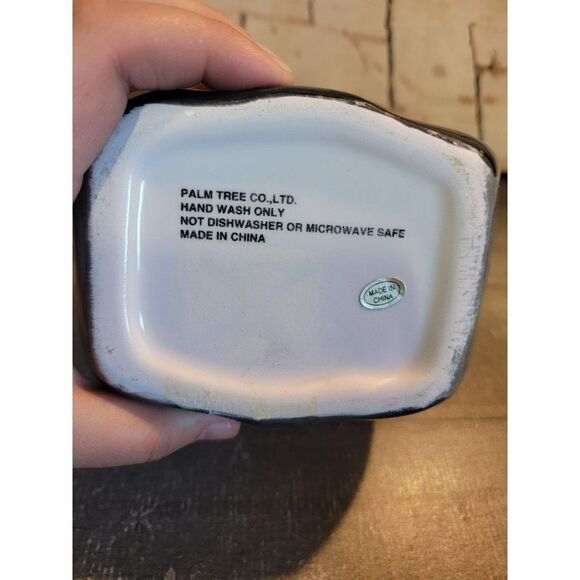 PALM TREE CO.,LTD.
HAND WASH ONLY
NOT DISHWASHER OR MICROWAVE SAFE
MADE IN CHINA
MADE IN
CHINA